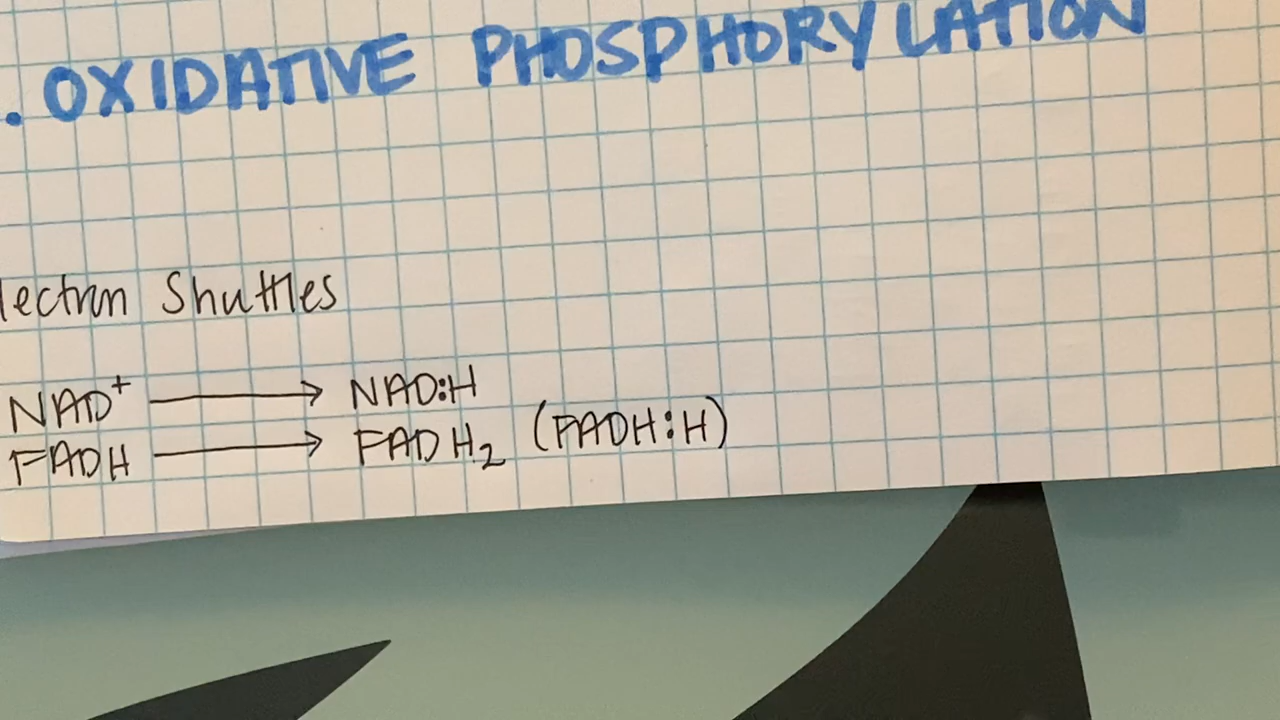 . OXIDATIVE PHOSPHORYLATION
lectron Shuttles
NAD⁺ → NAD:H
FADH → FADH₂ (FADH:H)